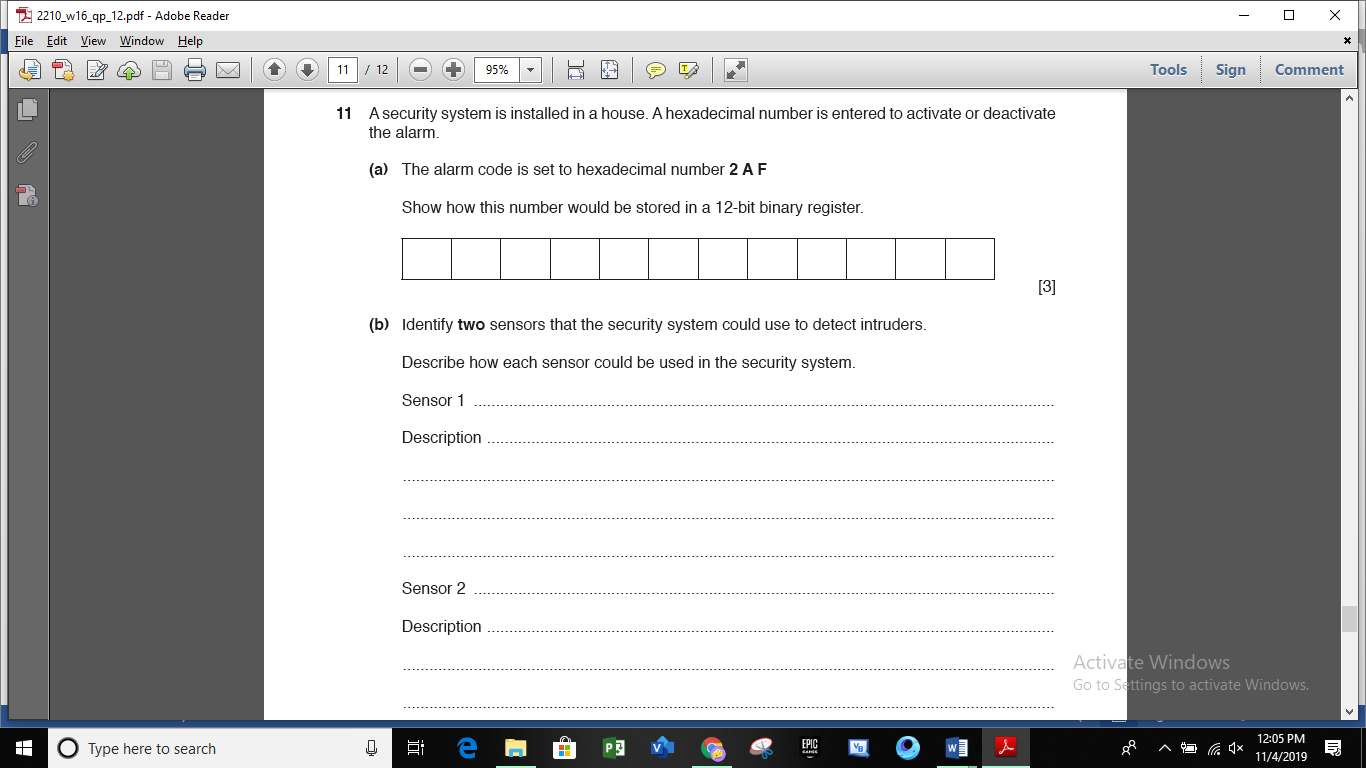 2210_w16_qp_12.pdf - Adobe Reader
File Edit View Window Help
11 / 12 95% Tools Sign Comment
11 A security system is installed in a house. A hexadecimal number is entered to activate or deactivate
the alarm.
(a) The alarm code is set to hexadecimal number 2 A F
Show how this number would be stored in a 12-bit binary register.
[3]
(b) Identify two sensors that the security system could use to detect intruders.
Describe how each sensor could be used in the security system.
Sensor 1
Description
Sensor 2
Description
Activate Windows
Go to Settings to activate Windows.
Type here to search
12:05 PM
11/4/2019